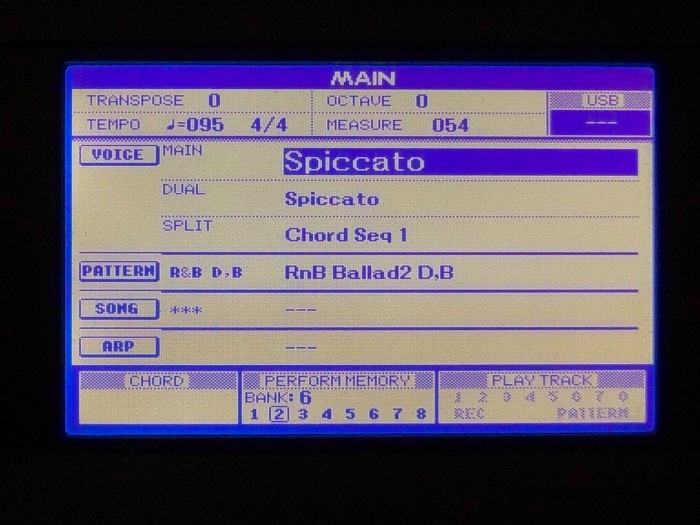 MAIN
TRANSPOSE 0 OCTAVE 0 USB
TEMPO ♩=095 4/4 MEASURE 054 ---
VOICE MAIN Spiccato
DUAL Spiccato
SPLIT Chord Seq 1
PATTERN R&B D,B RnB Ballad2 D,B
SONG *** ---
ARP ---
CHORD PERFORM MEMORY PLAY TRACK
BANK: 6 1 2 3 4 5 6 7 8
1 2 3 4 5 6 7 8 REC PATTERN